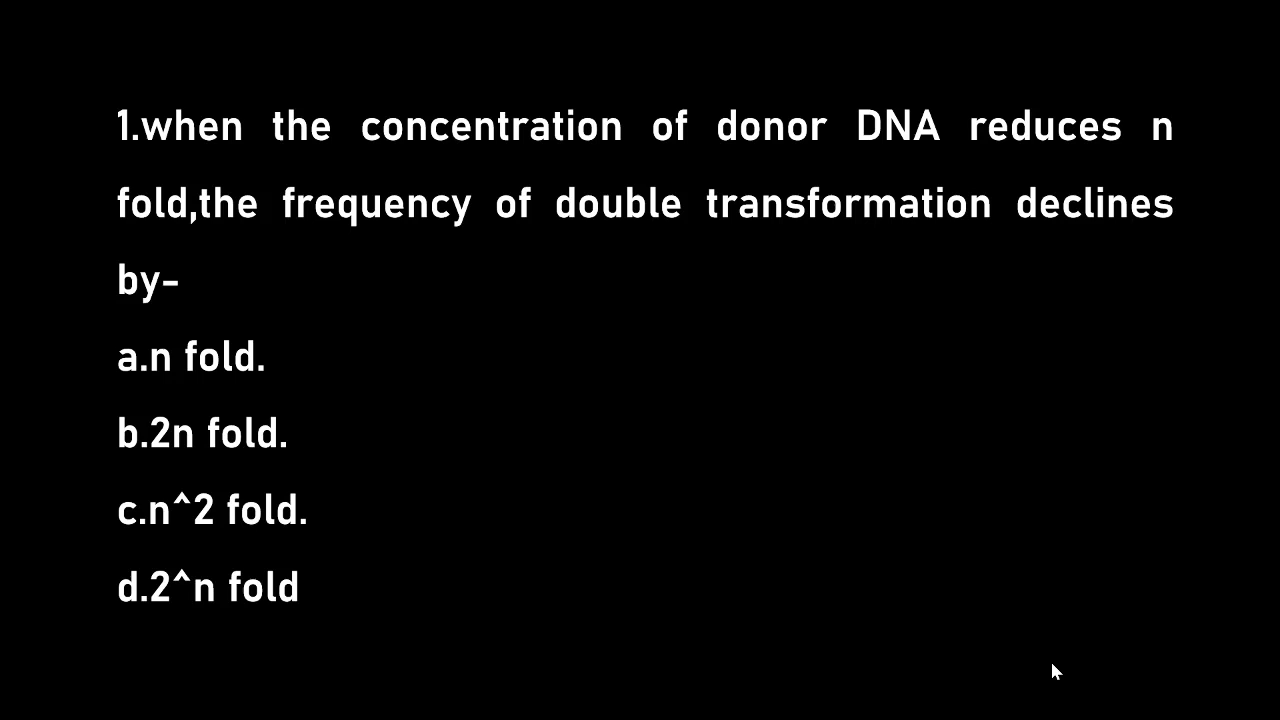 1.when the concentration of donor DNA reduces n
fold,the frequency of double transformation declines
by-
a.n fold.
b.2n fold.
c.n^2 fold.
d.2^n fold